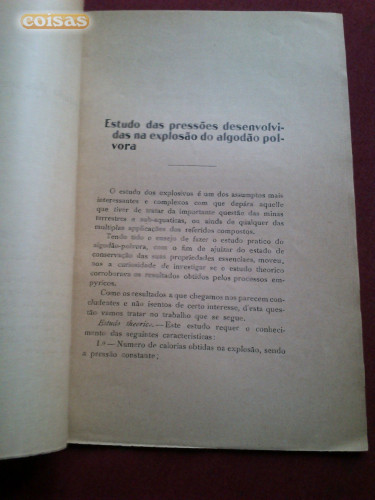 coisas
Estudo das pressões desenvolvi-
das na explosão do algodão pol-
vora
O estudo dos explosivos é um dos assumptos mais
interessantes e complexos com que depára aquelle
que tiver de tratar da importante questão das minas
terrestres e sub-aquaticas, ou ainda de qualquer das
multiplas applicações dos referidos compostos.
Tendo tido o ensejo de fazer o estudo pratico do
algodão-polvora, com o fim de ajuizar do estado de
conservação das suas propriedades essenciaes, moveu,
nos a curiosidade de investigar se o estudo theorico
corroborava os resultados obtidos pelos processos em-
pyricos.
Como os resultados a que chegamos nos parecem con-
cludentes e não isentos de certo interesse, d'esta ques-
tão vamos tratar no trabalho que se segue.
Estudo theorico.—Este estudo requer o conheci-
mento das seguintes caracteristicas:
1.ª—Numero de calorias obtidas na explosão, sendo
a pressão constante;